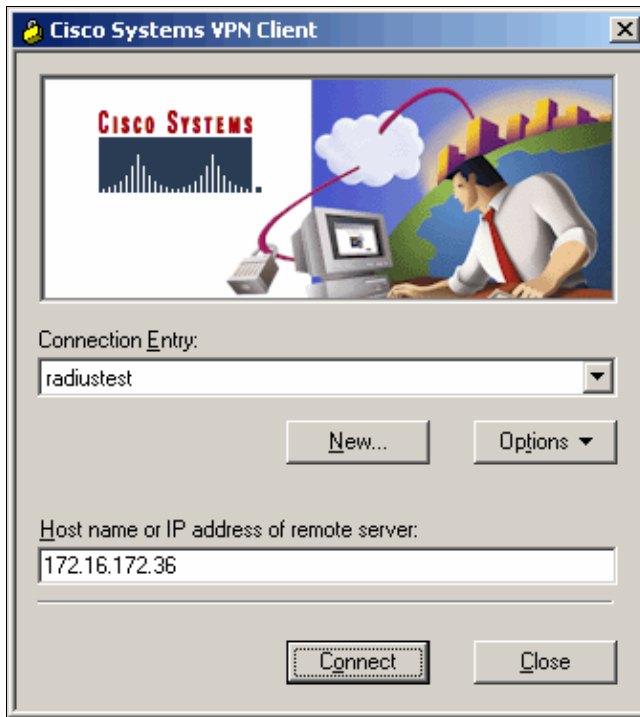 Cisco Systems VPN Client
CISCO SYSTEMS
Connection Entry:
radiustest
New...
Options
Host name or IP address of remote server:
172.16.172.36
Connect
Close